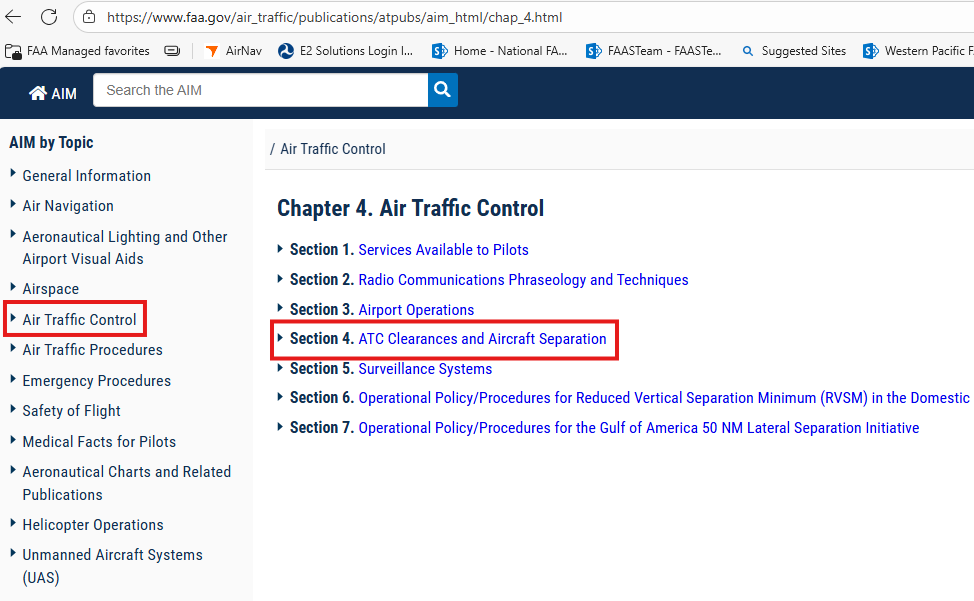 https://www.faa.gov/air_traffic/publications/atpubs/aim_html/chap_4.html
FAA Managed favorites AirNav E2 Solutions Login I... Home - National FA... FAASTeam - FAASTe... Suggested Sites Western Pacific F
AIM Search the AIM
AIM by Topic
General Information
Air Navigation
Aeronautical Lighting and Other
Airport Visual Aids
Airspace
Air Traffic Control
Air Traffic Procedures
Emergency Procedures
Safety of Flight
Medical Facts for Pilots
Aeronautical Charts and Related
Publications
Helicopter Operations
Unmanned Aircraft Systems
(UAS)
/ Air Traffic Control
Chapter 4. Air Traffic Control
Section 1. Services Available to Pilots
Section 2. Radio Communications Phraseology and Techniques
Section 3. Airport Operations
Section 4. ATC Clearances and Aircraft Separation
Section 5. Surveillance Systems
Section 6. Operational Policy/Procedures for Reduced Vertical Separation Minimum (RVSM) in the Domestic
Section 7. Operational Policy/Procedures for the Gulf of America 50 NM Lateral Separation Initiative